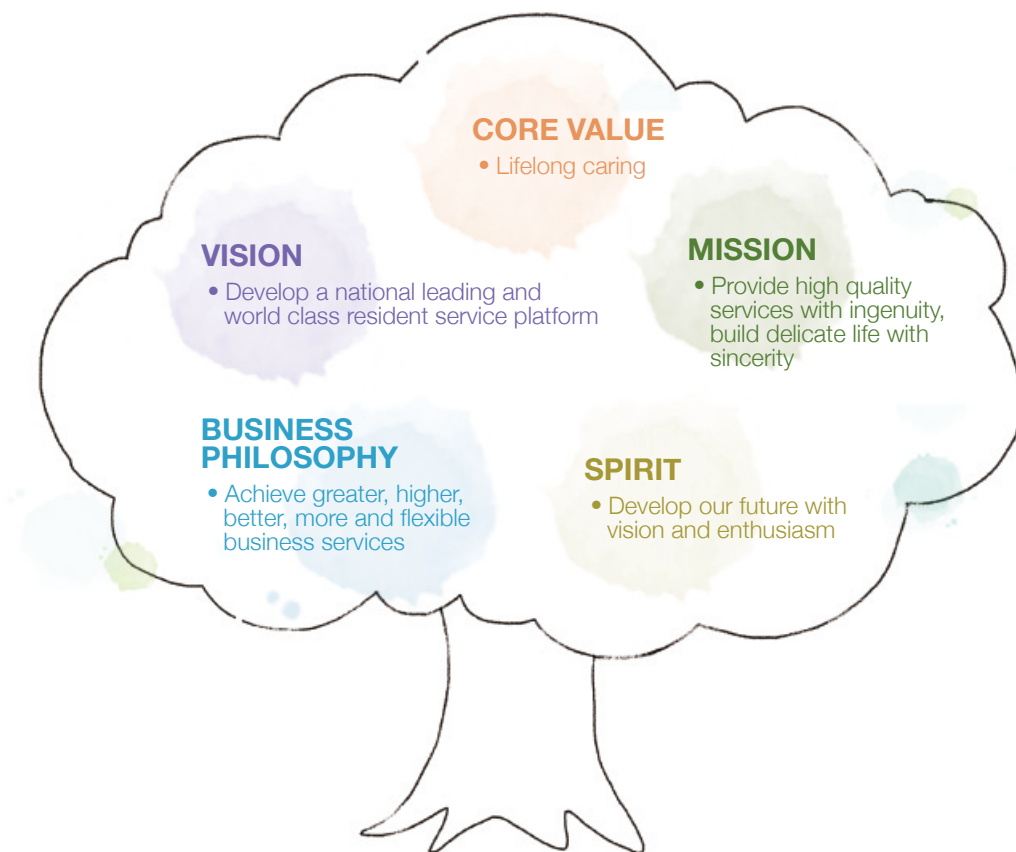 CORE VALUE
• Lifelong caring
VISION
• Develop a national leading and
world class resident service platform
MISSION
• Provide high quality
services with ingenuity,
build delicate life with
sincerity
BUSINESS
PHILOSOPHY
• Achieve greater, higher,
better, more and flexible
business services
SPIRIT
• Develop our future with
vision and enthusiasm